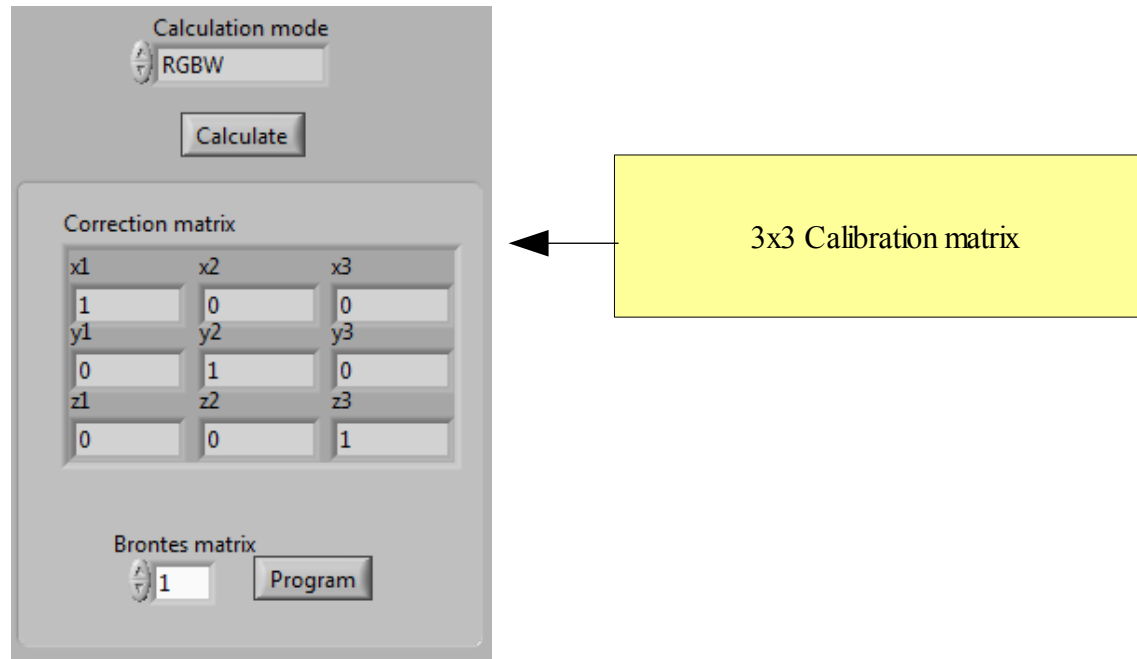 Calculation mode
RGBW
Calculate
3x3 Calibration matrix
Correction matrix
x1 x2 x3
1 0 0
y1 y2 y3
0 1 0
z1 z2 z3
0 0 1
Brontes matrix
1 Program